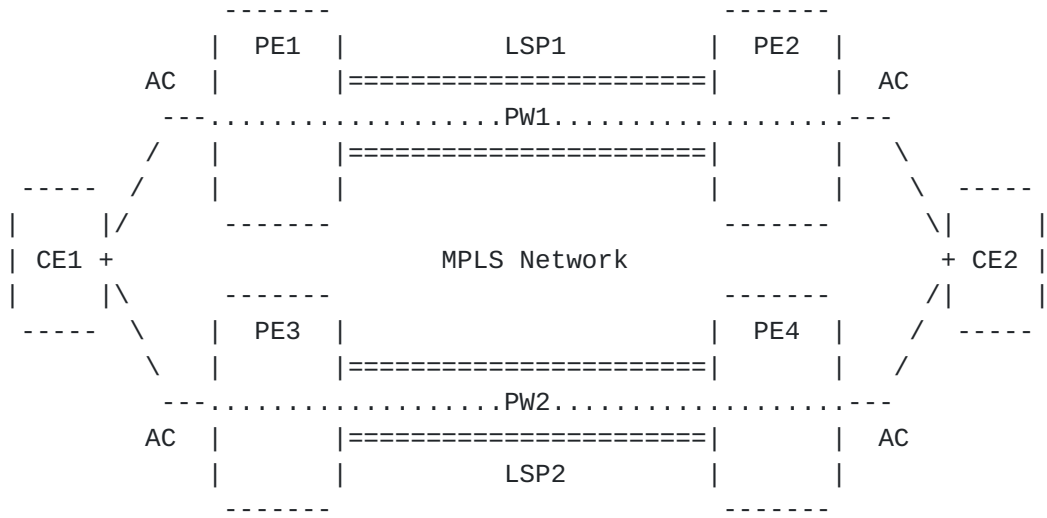 PE1 LSP1 PE2
AC AC
PW1
CE1 MPLS Network CE2
PE3 PE4
PW2
AC AC
LSP2